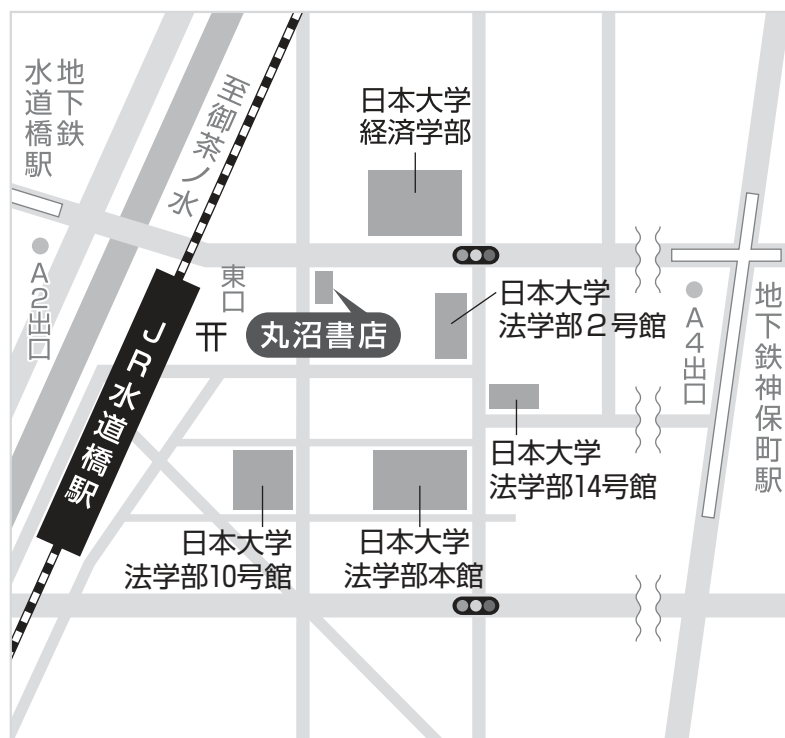 地下鉄
水道橋駅
至御茶ノ水
日本大学
経済学部
東口
A2出口
丸沼書店
日本大学
法学部2号館
A4出口
地下鉄神保町駅
JR水道橋駅
日本大学
法学部14号館
日本大学
法学部10号館
日本大学
法学部本館